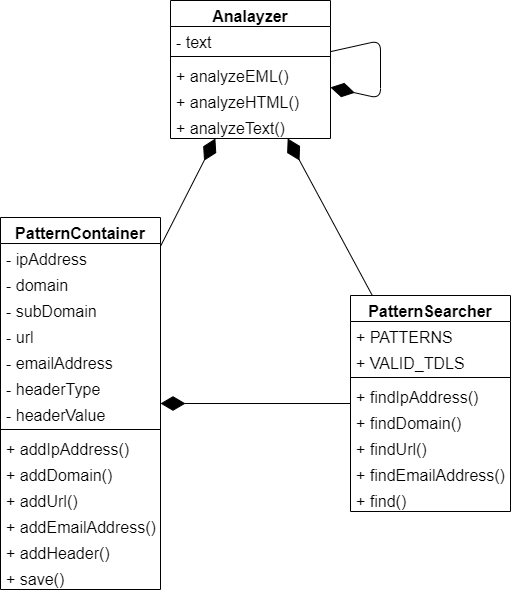 Analayzer
- text
+ analyzeEML()
+ analyzeHTML()
+ analyzeText()
PatternContainer
- ipAddress
- domain
- subDomain
- url
- emailAddress
- headerType
- headerValue
+ addIpAddress()
+ addDomain()
+ addUrl()
+ addEmailAddress()
+ addHeader()
+ save()
PatternSearcher
+ PATTERNS
+ VALID_TDLS
+ findIpAddress()
+ findDomain()
+ findUrl()
+ findEmailAddress()
+ find()